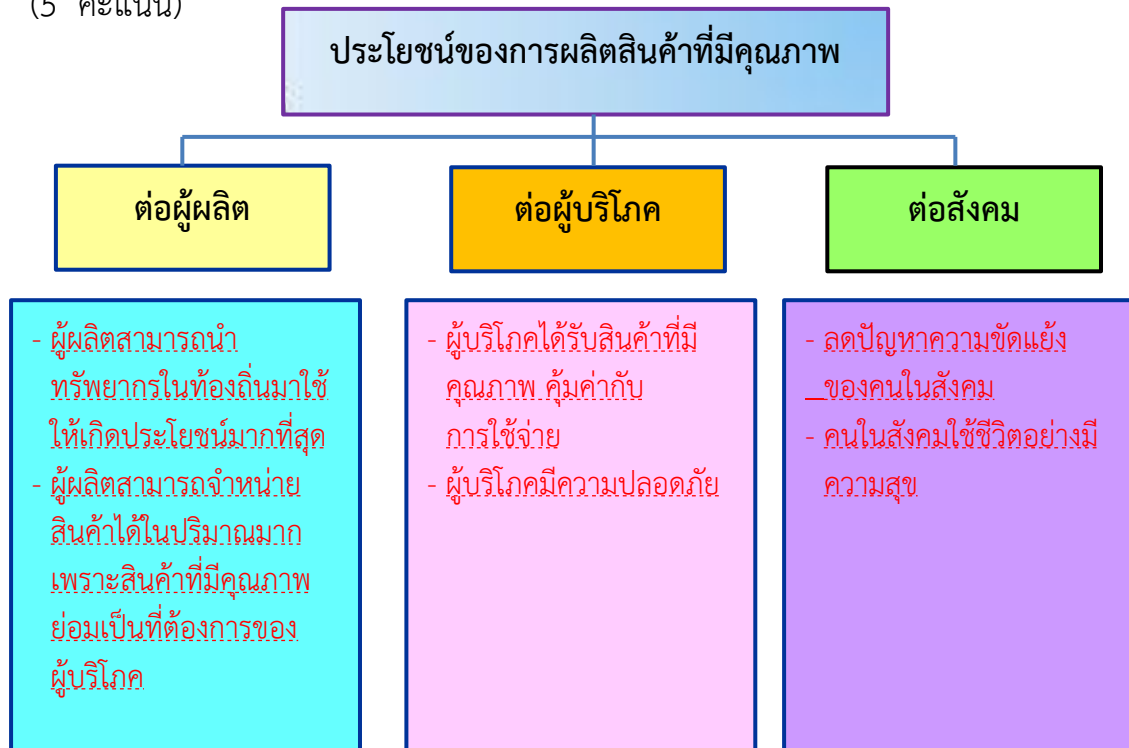 (5 คะแนน)
ประโยชน์ของการผลิตสินค้าที่มีคุณภาพ
ต่อผู้ผลิต
ต่อผู้บริโภค
ต่อสังคม
- ผู้ผลิตสามารถนำ
ทรัพยากรในท้องถิ่นมาใช้
ให้เกิดประโยชน์มากที่สุด
- ผู้ผลิตสามารถจำหน่าย
สินค้าได้ในปริมาณมาก
เพราะสินค้าที่มีคุณภาพ
ย่อมเป็นที่ต้องการของ
ผู้บริโภค
- ผู้บริโภคได้รับสินค้าที่มี
คุณภาพ คุ้มค่ากับ
การใช้จ่าย
- ผู้บริโภคมีความปลอดภัย
- ลดปัญหาความขัดแย้ง
ของคนในสังคม
- คนในสังคมใช้ชีวิตอย่างมี
ความสุข